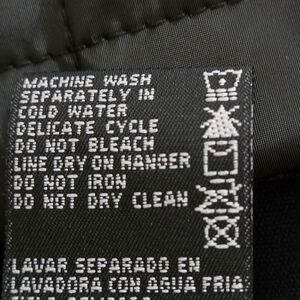 MACHINE WASH
SEPARATELY IN
COLD WATER
DELICATE CYCLE
DO NOT BLEACH
LINE DRY ON HANGER
DO NOT IRON
DO NOT DRY CLEAN
LAVAR SEPARADO EN
LAVADORA CON AGUA FRIA